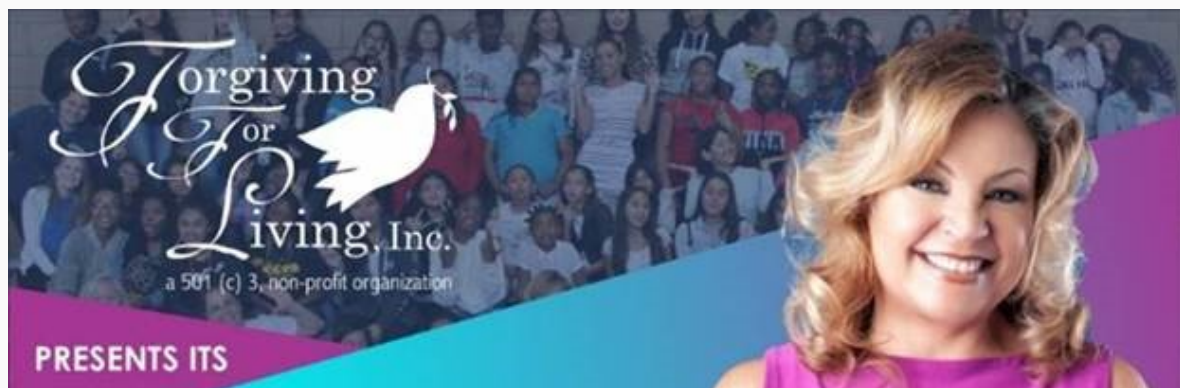 Forgiving
For
Living, Inc.
a 501 (c) 3, non-profit organization
PRESENTS ITS